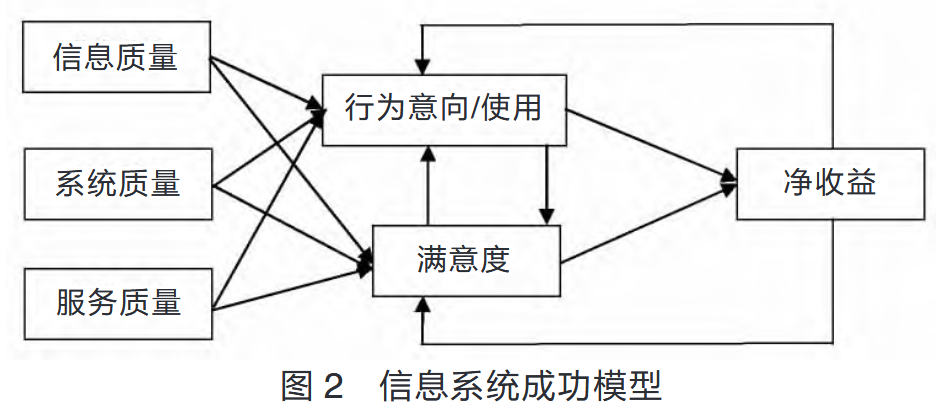 信息质量
行为意向/使用
系统质量
净收益
满意度
服务质量
图 2 信息系统成功模型